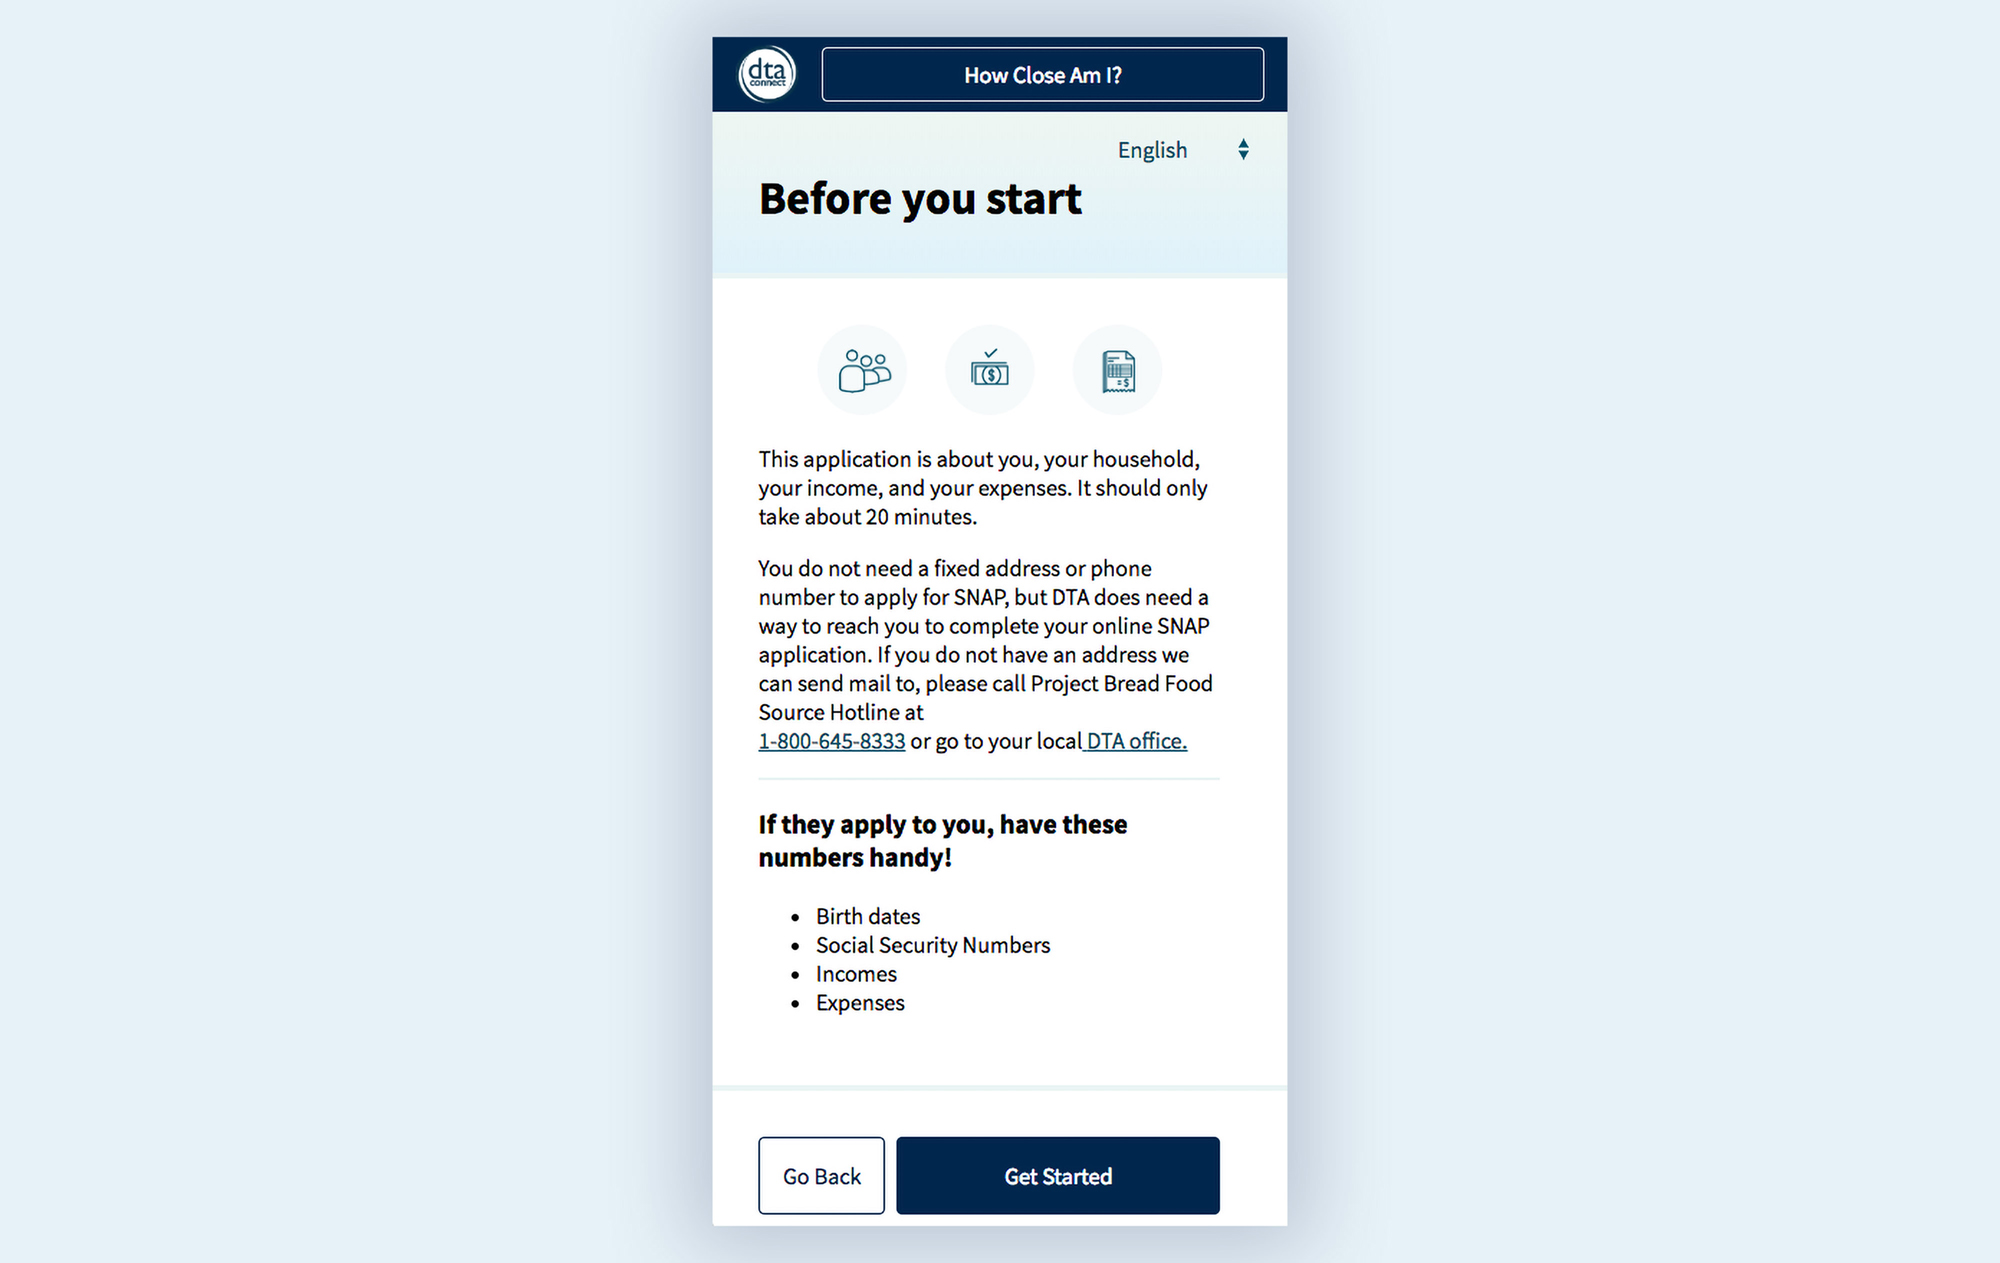 dta
connect
How Close Am I?
English
Before you start
$
= $
This application is about you, your household,
your income, and your expenses. It should only
take about 20 minutes.
You do not need a fixed address or phone
number to apply for SNAP, but DTA does need a
way to reach you to complete your online SNAP
application. If you do not have an address we
can send mail to, please call Project Bread Food
Source Hotline at
1-800-645-8333 or go to your local DTA office.
If they apply to you, have these
numbers handy!
• Birth dates
• Social Security Numbers
• Incomes
• Expenses
Go Back
Get Started